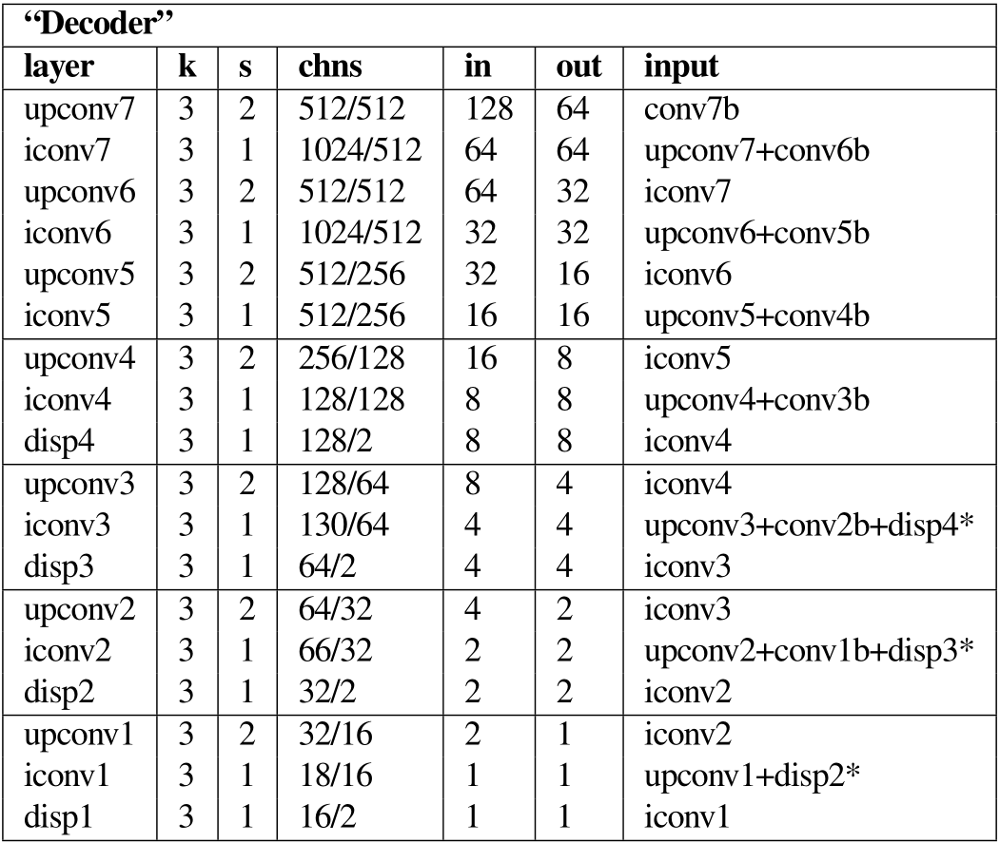 “Decoder”
layer k s chns in out input
upconv7 3 2 512/512 128 64 conv7b
iconv7 3 1 1024/512 64 64 upconv7+conv6b
upconv6 3 2 512/512 64 32 iconv7
iconv6 3 1 1024/512 32 32 upconv6+conv5b
upconv5 3 2 512/256 32 16 iconv6
iconv5 3 1 512/256 16 16 upconv5+conv4b
upconv4 3 2 256/128 16 8 iconv5
iconv4 3 1 128/128 8 8 upconv4+conv3b
disp4 3 1 128/2 8 8 iconv4
upconv3 3 2 128/64 8 4 iconv4
iconv3 3 1 130/64 4 4 upconv3+conv2b+disp4*
disp3 3 1 64/2 4 4 iconv3
upconv2 3 2 64/32 4 2 iconv3
iconv2 3 1 66/32 2 2 upconv2+conv1b+disp3*
disp2 3 1 32/2 2 2 iconv2
upconv1 3 2 32/16 2 1 iconv2
iconv1 3 1 18/16 1 1 upconv1+disp2*
disp1 3 1 16/2 1 1 iconv1